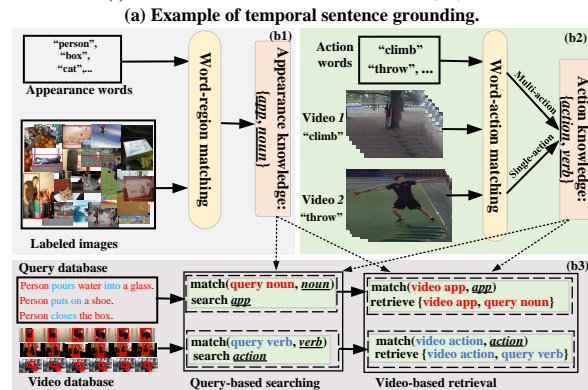 (a) Example of temporal sentence grounding.
(b1)
"person",
"box",
"cat",...
Appearance words
Word-region matching
Appearance knowledge:
{app, noun}
Labeled images
(b2)
Action
words
"climb"
"throw", ...
Video 1
"climb"
Video 2
"throw"
Word-action matching
Multi-action
Single-action
Action knowledge:
{action, verb}
(b3)
Query database
Person pours water into a glass.
Person puts on a shoe.
Person closes the box.
Video database
match(query noun, noun)
search app
match(query verb, verb)
search action
Query-based searching
match(video app, app)
retrieve {video app, query noun}
match(video action, action)
retrieve {video action, query verb}
Video-based retrieval